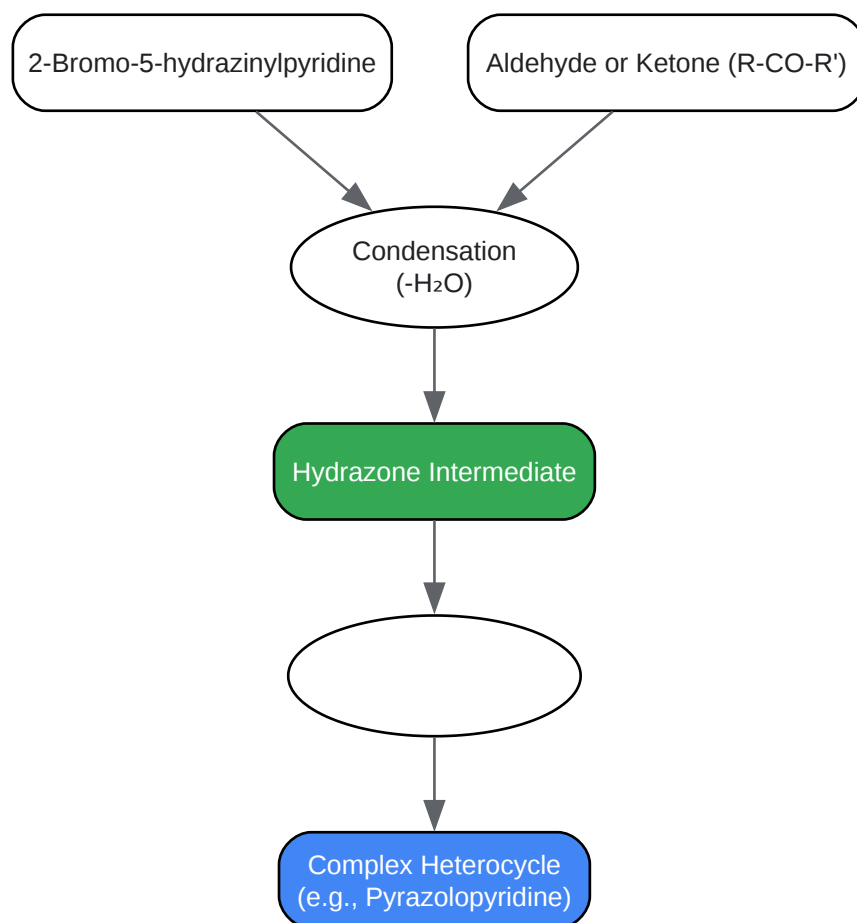 2-Bromo-5-hydrazinylpyridine
Aldehyde or Ketone (R-CO-R')
Condensation
(-H₂O)
Hydrazone Intermediate
Complex Heterocycle
(e.g., Pyrazolopyridine)